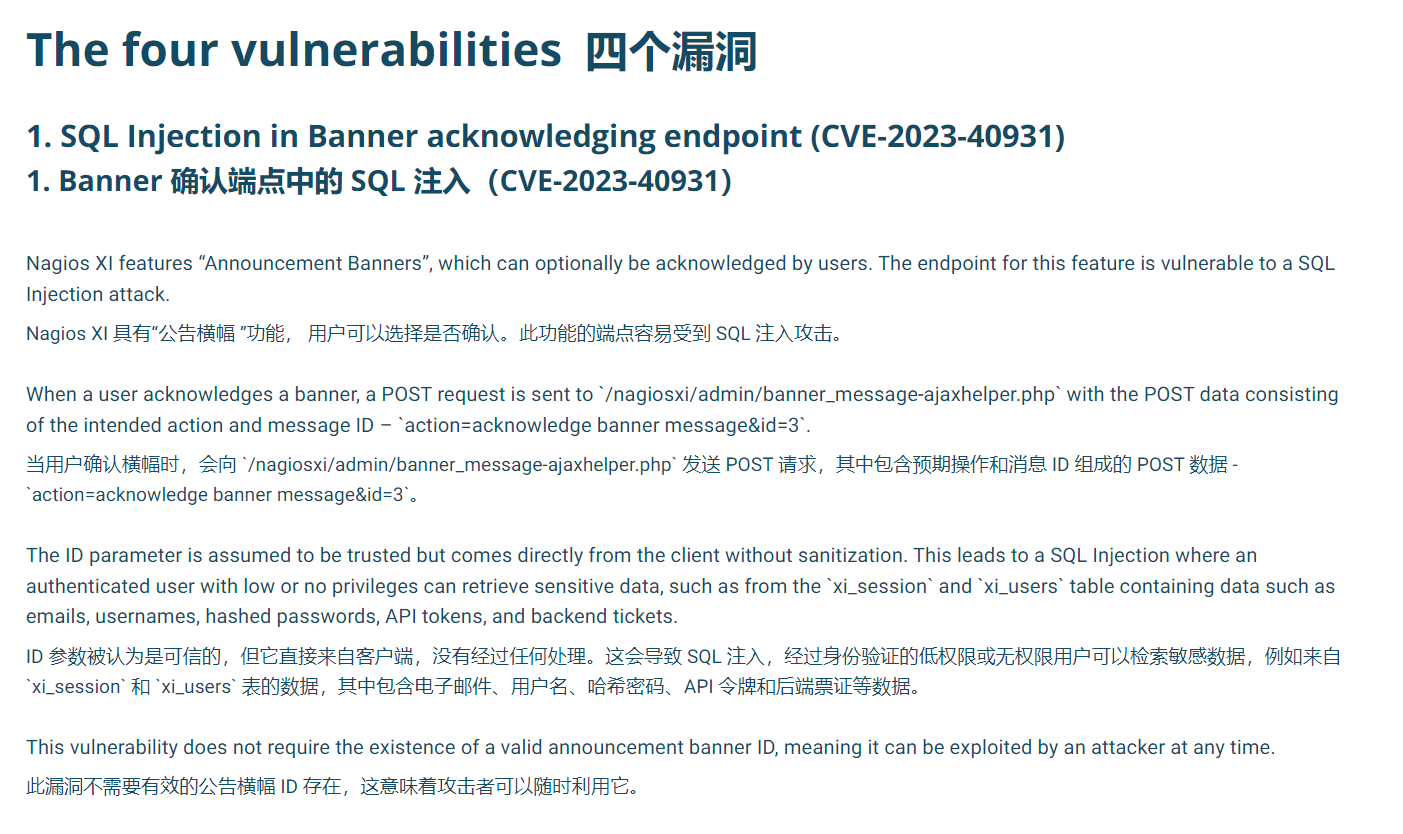 The four vulnerabilities 四个漏洞
1. SQL Injection in Banner acknowledging endpoint (CVE-2023-40931)
1. Banner 确认端点中的 SQL 注入（CVE-2023-40931）
Nagios XI features “Announcement Banners”, which can optionally be acknowledged by users. The endpoint for this feature is vulnerable to a SQL
Injection attack.
Nagios XI 具有“公告横幅 ”功能， 用户可以选择是否确认。此功能的端点容易受到 SQL 注入攻击。
When a user acknowledges a banner, a POST request is sent to `/nagiosxi/admin/banner_message-ajaxhelper.php` with the POST data consisting
of the intended action and message ID – `action=acknowledge banner message&id=3`.
当用户确认横幅时，会向 `/nagiosxi/admin/banner_message-ajaxhelper.php` 发送 POST 请求，其中包含预期操作和消息 ID 组成的 POST 数据 -
`action=acknowledge banner message&id=3`。
The ID parameter is assumed to be trusted but comes directly from the client without sanitization. This leads to a SQL Injection where an
authenticated user with low or no privileges can retrieve sensitive data, such as from the `xi_session` and `xi_users` table containing data such as
emails, usernames, hashed passwords, API tokens, and backend tickets.
ID 参数被认为是可信的，但它直接来自客户端，没有经过任何处理。这会导致 SQL 注入，经过身份验证的低权限或无权限用户可以检索敏感数据，例如来自
`xi_session` 和 `xi_users` 表的数据，其中包含电子邮件、用户名、哈希密码、API 令牌和后端票证等数据。
This vulnerability does not require the existence of a valid announcement banner ID, meaning it can be exploited by an attacker at any time.
此漏洞不需要有效的公告横幅 ID 存在，这意味着攻击者可以随时利用它。